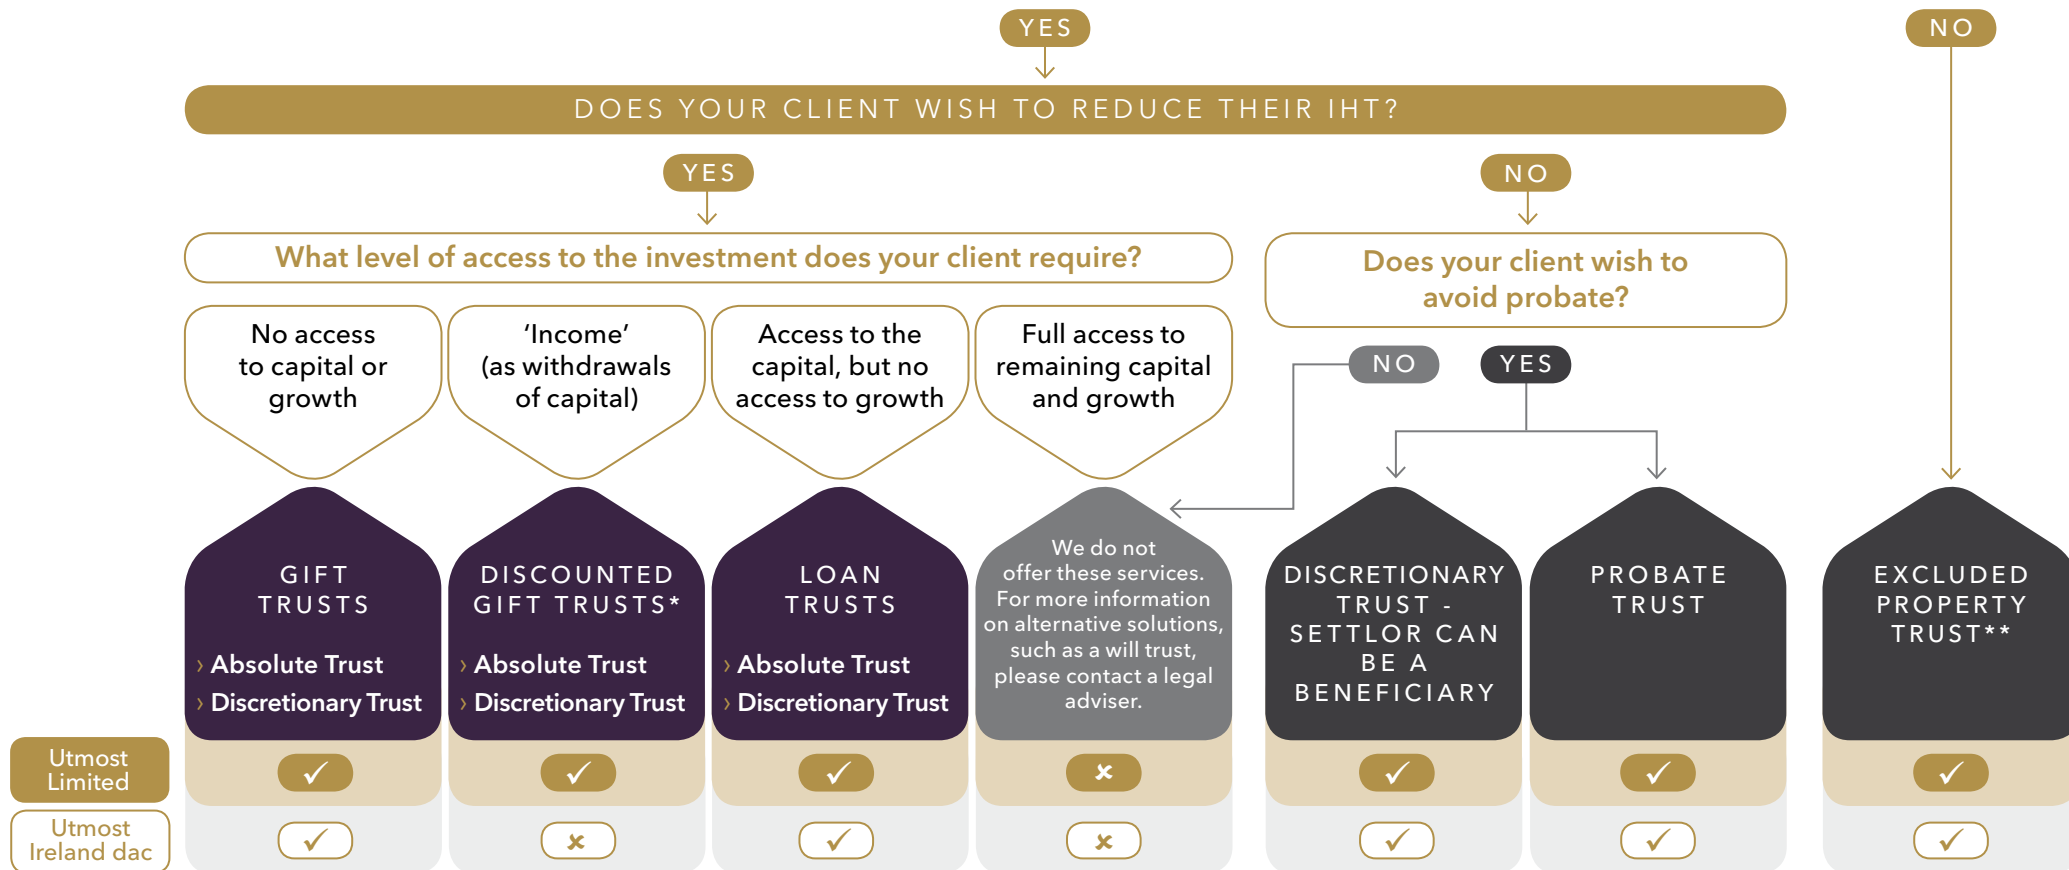 YES
NO
DOES YOUR CLIENT WISH TO REDUCE THEIR IHT?
YES
NO
What level of access to the investment does your client require?
Does your client wish to
avoid probate?
No access
to capital or
growth
‘Income’
(as withdrawals
of capital)
Access to the
capital, but no
access to growth
Full access to
remaining capital
and growth
NO
YES
GIFT
TRUSTS
› Absolute Trust
› Discretionary Trust
DISCOUNTED
GIFT TRUSTS*
› Absolute Trust
› Discretionary Trust
LOAN
TRUSTS
› Absolute Trust
› Discretionary Trust
We do not
offer these services.
For more information
on alternative solutions,
such as a will trust,
please contact a legal
adviser.
DISCRETIONARY
TRUST -
SETTLOR CAN
BE A
BENEFICIARY
PROBATE
TRUST
EXCLUDED
PROPERTY
TRUST**
Utmost
Limited
Utmost
Ireland dac